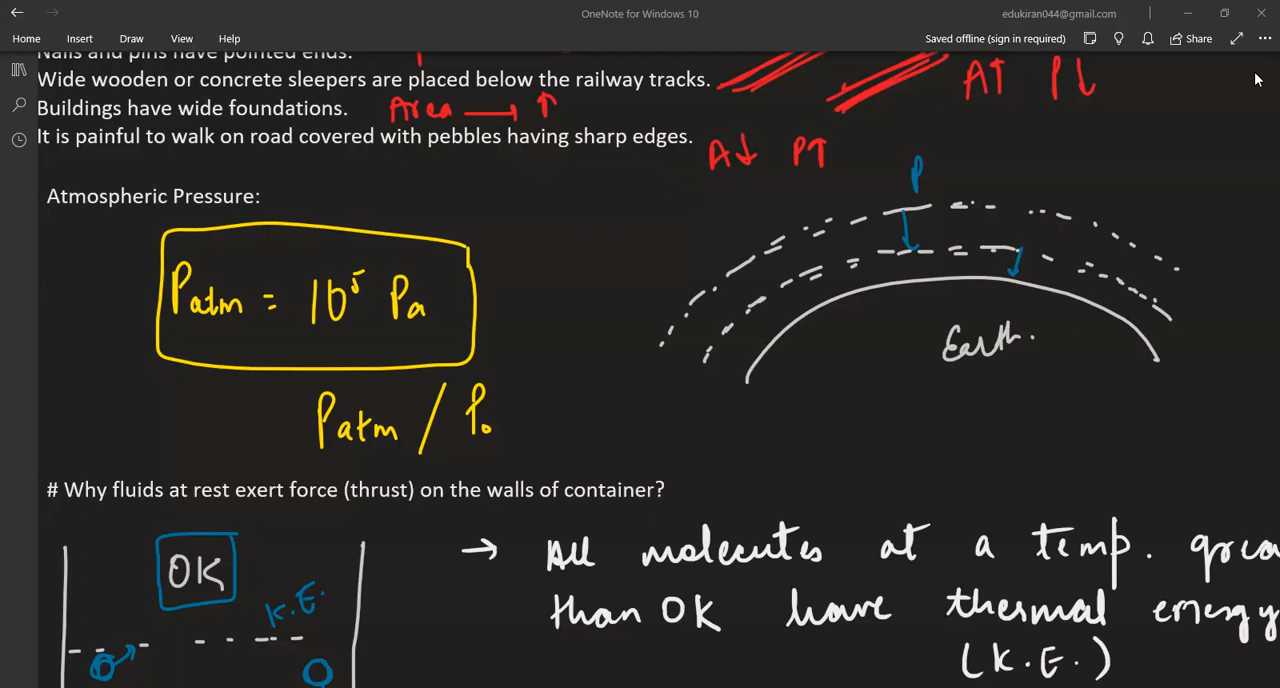 OneNote for Windows 10
edukiran044@gmail.com
Home Insert Draw View Help
Saved offline (sign in required)
Share
Nails and pins have pointed ends.
Wide wooden or concrete sleepers are placed below the railway tracks.
A↑ P↓
Buildings have wide foundations.
Area → ↑
It is painful to walk on road covered with pebbles having sharp edges.
A↓ P↑
P
Atmospheric Pressure:
Patm = 10⁵ Pa
Earth.
Patm / P₀
# Why fluids at rest exert force (thrust) on the walls of container?
OK
K.E.
→ All molecules at a temp. grea
than OK have thermal energy
(K.E.)